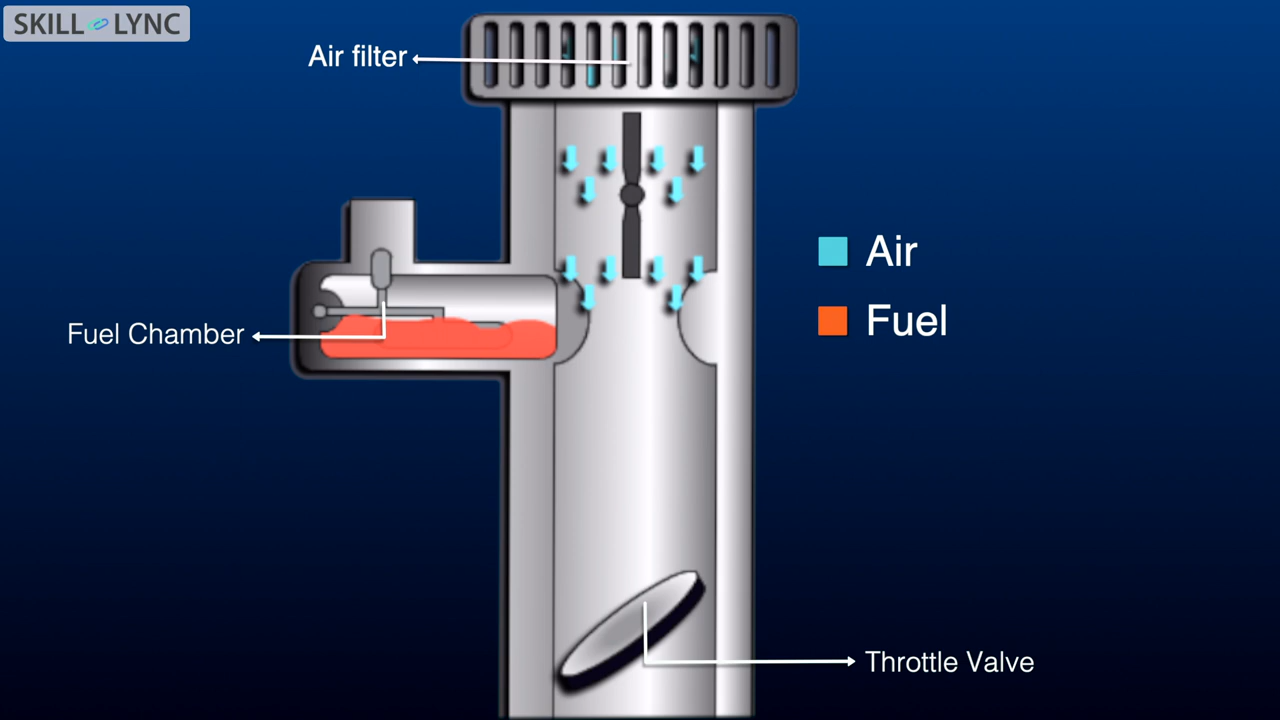 SKILL LYNC
Air filter
Air
Fuel
Fuel Chamber
Throttle Valve